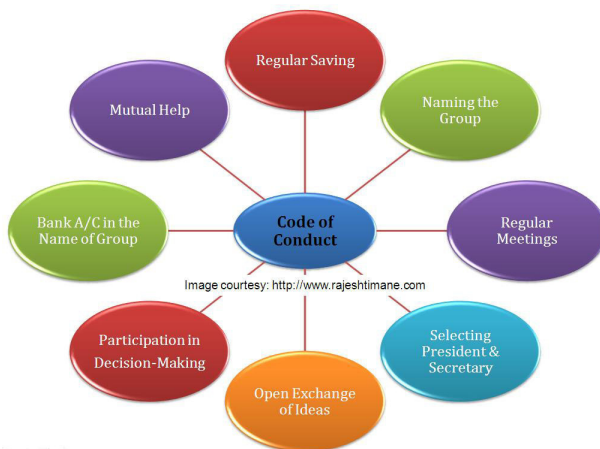 Regular Saving
Naming the
Group
Regular
Meetings
Selecting
President &
Secretary
Open Exchange
of Ideas
Participation in
Decision-Making
Bank A/C in the
Name of Group
Mutual Help
Code of
Conduct
Image courtesy: http://www.rajeshtimane.com